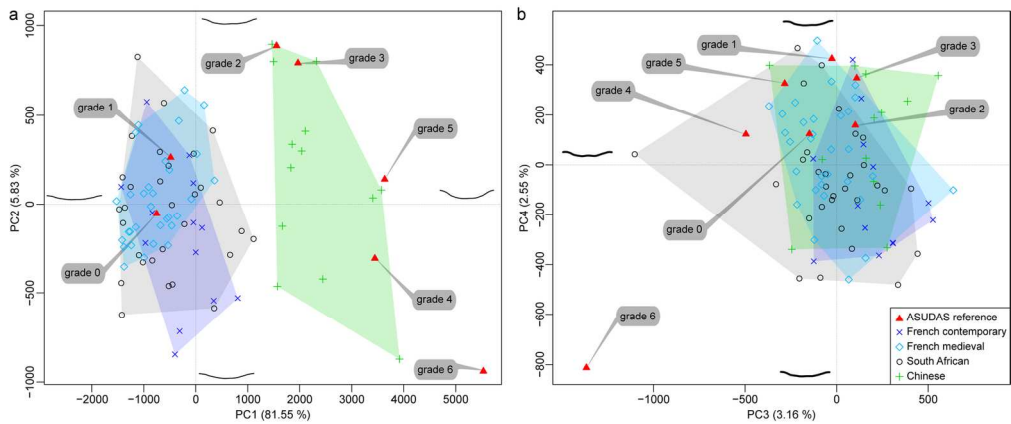 a
1000
500
0
−500
−1000
PC2 (5.83 %)
grade 2
grade 3
grade 1
grade 5
grade 0
grade 4
grade 6
−2000 −1000 0 1000 2000 3000 4000 5000
PC1 (81.55 %)
b
400
200
0
−200
−400
−600
−800
PC4 (2.55 %)
grade 1
grade 3
grade 5
grade 4
grade 2
grade 0
grade 6
ASUDAS reference
French contemporary
French medieval
South African
Chinese
−1000 −500 0 500
PC3 (3.16 %)